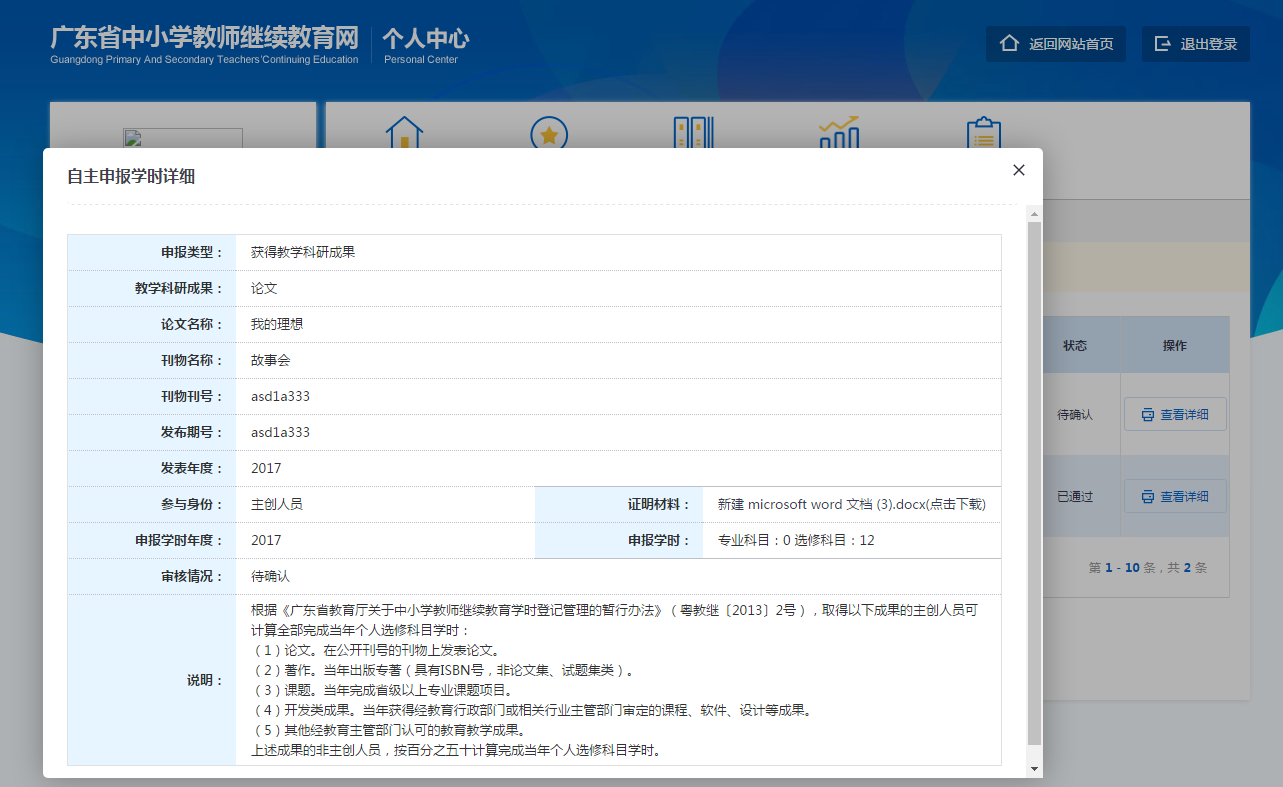 广东省中小学教师继续教育网
个人中心
Guangdong Primary And Secondary Teachers'Continuing Education
Personal Center
返回网站首页
退出登录
自主申报学时详细
申报类型： 获得教学科研成果
教学科研成果： 论文
论文名称： 我的理想
刊物名称： 故事会
刊物刊号： asd1a333
发布期号： asd1a333
发表年度： 2017
参与身份： 主创人员 证明材料： 新建 microsoft word 文档 (3).docx(点击下载)
申报学时年度： 2017 申报学时： 专业科目：0 选修科目：12
审核情况： 待确认
说明：
根据《广东省教育厅关于中小学教师继续教育学时登记管理的暂行办法》（粤教继〔2013〕2号），取得以下成果的主创人员可
计算全部完成当年个人选修科目学时：
（1）论文。在公开刊号的刊物上发表论文。
（2）著作。当年出版专著（具有ISBN号，非论文集、试题集类）。
（3）课题。当年完成省级以上专业课题项目。
（4）开发类成果。当年获得经教育行政部门或相关行业主管部门审定的课程、软件、设计等成果。
（5）其他经教育主管部门认可的教育教学成果。
上述成果的非主创人员，按百分之五十计算完成当年个人选修科目学时。
状态 操作
待确认 查看详细
已通过 查看详细
第 1 - 10 条，共 2 条